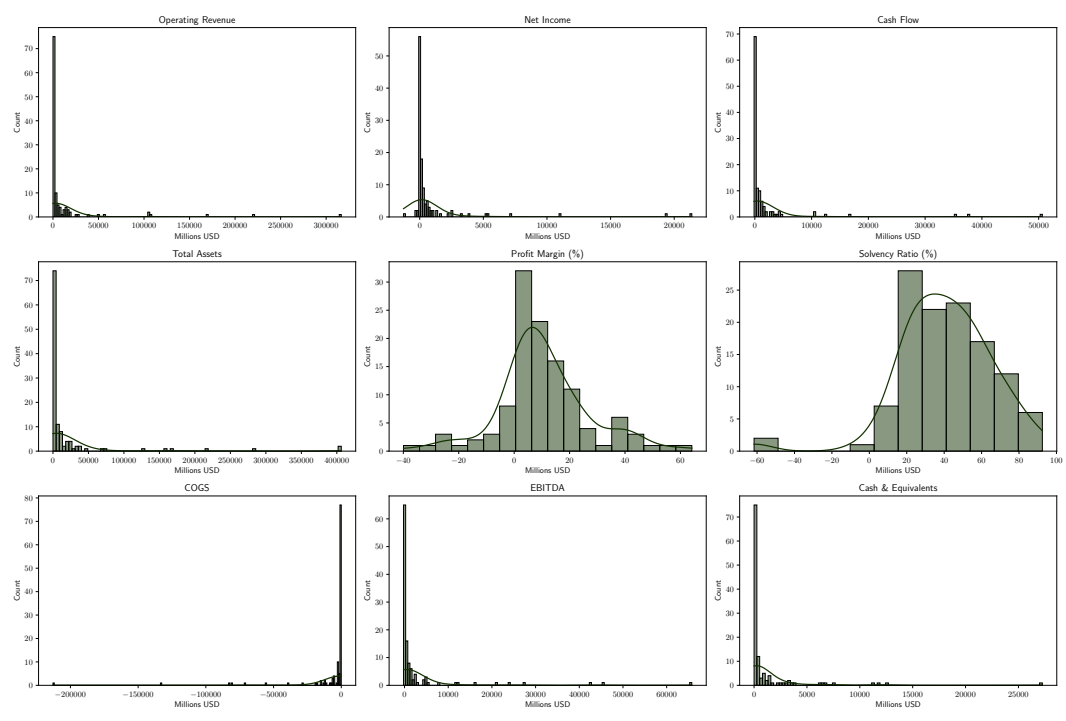 Operating Revenue
Count
70
60
50
40
30
20
10
0
0 50000 100000 150000 200000 250000 300000
Millions USD
Net Income
Count
50
40
30
20
10
0
0 5000 10000 15000 20000
Millions USD
Cash Flow
Count
70
60
50
40
30
20
10
0
0 10000 20000 30000 40000 50000
Millions USD
Total Assets
Count
70
60
50
40
30
20
10
0
0 50000 100000 150000 200000 250000 300000 350000 400000
Millions USD
Profit Margin (%)
Count
30
25
20
15
10
5
0
−40 −20 0 20 40 60
Millions USD
Solvency Ratio (%)
Count
25
20
15
10
5
0
−60 −40 −20 0 20 40 60 80 100
Millions USD
COGS
Count
80
70
60
50
40
30
20
10
0
−200000 −150000 −100000 −50000 0
Millions USD
EBITDA
Count
60
50
40
30
20
10
0
0 10000 20000 30000 40000 50000 60000
Millions USD
Cash & Equivalents
Count
70
60
50
40
30
20
10
0
0 5000 10000 15000 20000 25000
Millions USD